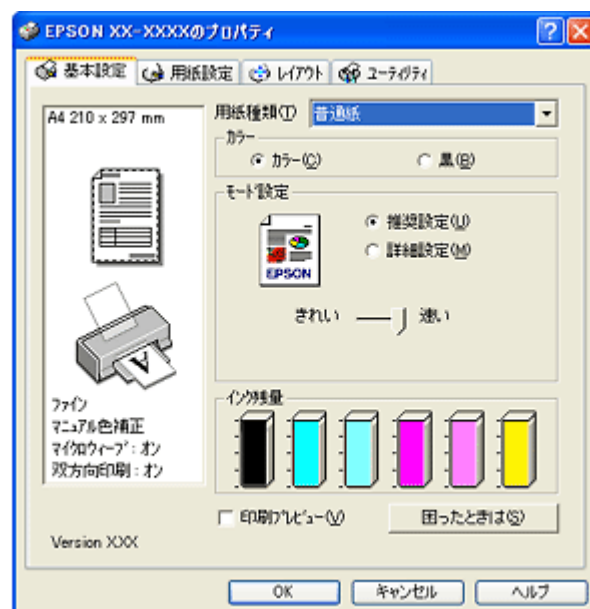 EPSON XX-XXXXのプロパティ
基本設定 用紙設定 レイアウト ユーティリティ
A4 210 x 297 mm
用紙種類(T) 普通紙
カラー
カラー(C) 黒(B)
モード設定
推奨設定(U)
詳細設定(M)
EPSON
きれい 速い
A
ファイン
マニュアル色補正
マイクロウィーブ : オン
双方向印刷 : オン
インク残量
印刷プレビュー(V) 困ったときは(S)
Version XXX
OK キャンセル ヘルプ